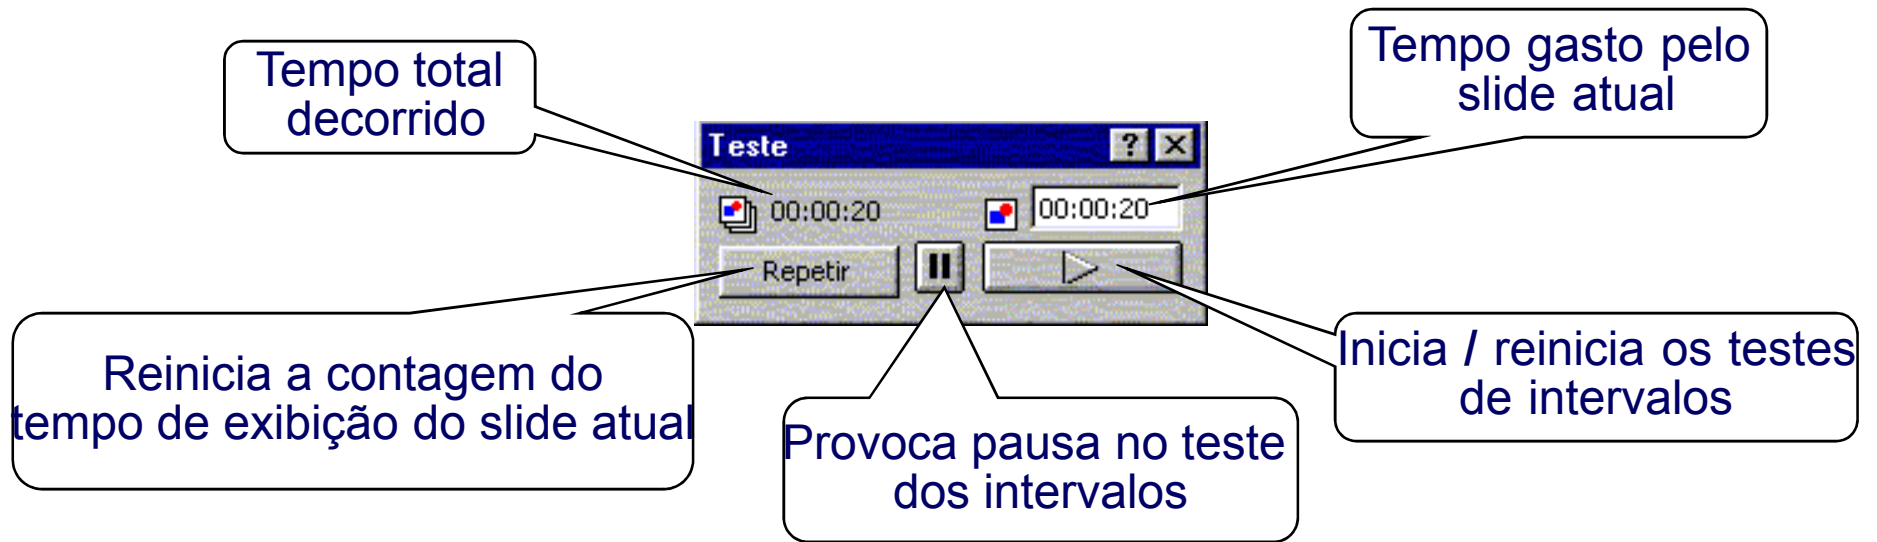 Tempo total
decorrido
Tempo gasto pelo
slide atual
Teste
00:00:20
00:00:20
Repetir
Reinicia a contagem do
tempo de exibição do slide atual
Provoca pausa no teste
dos intervalos
Inicia / reinicia os testes
de intervalos